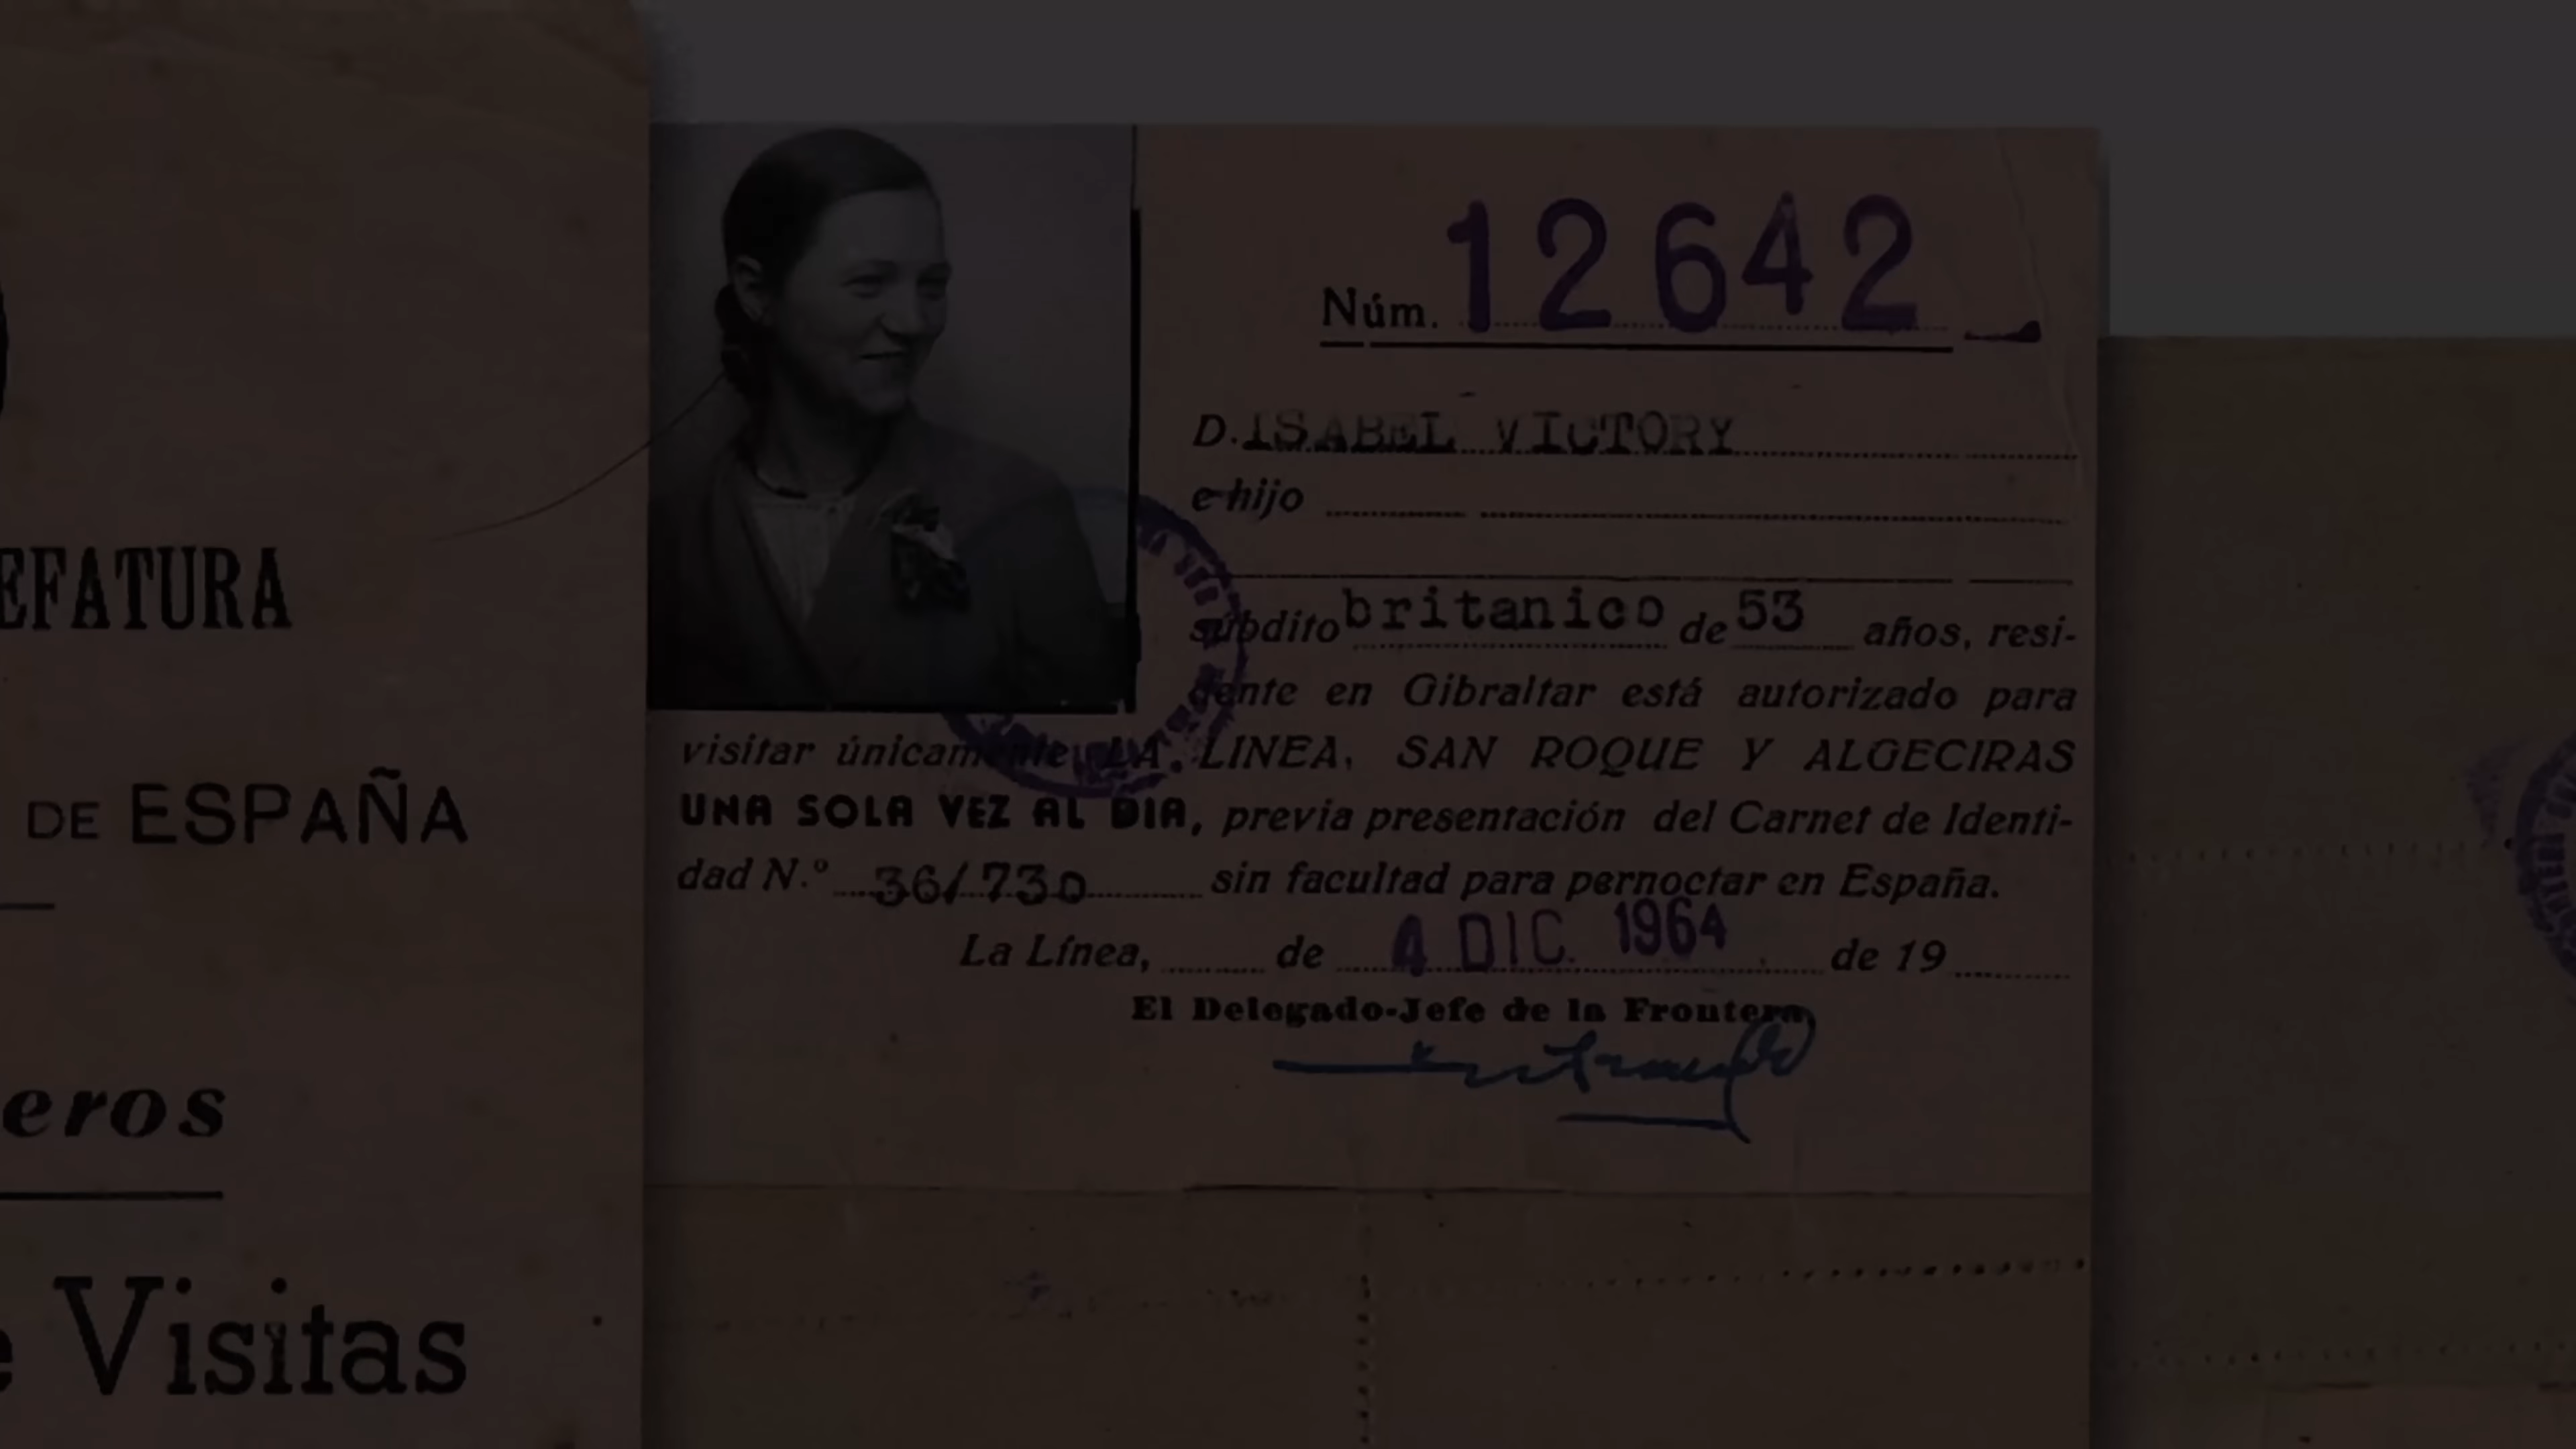 EFATURA
DE ESPAÑA
eros
e Visitas
Núm. 12642
D. ISABEL VICTORY
e hijo
súbdito britanico de 53 años, resi-
dente en Gibraltar está autorizado para
visitar únicamente LA LINEA, SAN ROQUE Y ALGECIRAS
UNA SOLA VEZ AL DIA, previa presentación del Carnet de Identi-
dad N.º 36/730 sin facultad para pernoctar en España.
La Línea, de 4 DIC. 1964 de 19
El Delegado-Jefe de la Frontera,